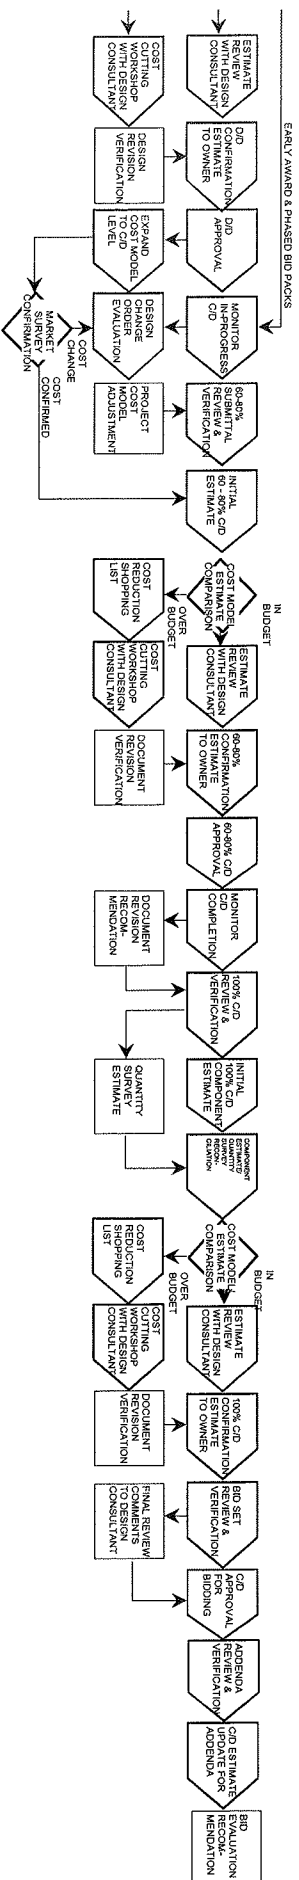 EARLY AWARD & PHASED BID PACKS
ESTIMATE
REVIEW
WITH DESIGN
CONSULTANT
COST
CUTTING
WORKSHOP
WITH DESIGN
CONSULTANT
D/D
CONFIRMATION
ESTIMATE
TO OWNER
DESIGN
REVISION
VERIFICATION
D/D
APPROVAL
EXPAND
COST MODEL
TO C/D
LEVEL
MARKET
SURVEY
CONFIRMATION
COST
CHANGE
COST
CONFIRMED
MONITOR
IN-PROGRESS
C/D
DESIGN
CHANGE
ORDER
EVALUATION
60-80%
SUBMITTAL
REVIEW &
VERIFICATION
PROJECT
COST
MODEL
ADJUSTMENT
INITIAL
60 - 80% C/D
ESTIMATE
COST MODEL
ESTIMATE
COMPARISON
IN
BUDGET
OVER
BUDGET
COST
REDUCTION
SHOPPING
LIST
ESTIMATE
REVIEW
WITH DESIGN
CONSULTANT
COST
CUTTING
WORKSHOP
WITH DESIGN
CONSULTANT
60-80%
CONFIRMATION
ESTIMATE
TO OWNER
DOCUMENT
REVISION
VERIFICATION
60-80% C/D
APPROVAL
MONITOR
C/D
COMPLETION
DOCUMENT
REVISION
RECOM-
MENDATION
100% C/D
REVIEW &
VERIFICATION
INITIAL
100% C/D
COMPONENT
ESTIMATE
QUANTITY
SURVEY
ESTIMATE
COMPONENT
ESTIMATE/
QUANTITY
SURVEY
RECON-
CILIATION
COST MODEL
ESTIMATE
COMPARISON
IN
BUDGET
OVER
BUDGET
COST
REDUCTION
SHOPPING
LIST
ESTIMATE
REVIEW
WITH DESIGN
CONSULTANT
COST
CUTTING
WORKSHOP
WITH DESIGN
CONSULTANT
100% C/D
CONFIRMATION
ESTIMATE
TO OWNER
DOCUMENT
REVISION
VERIFICATION
BID SET
REVIEW &
VERIFICATION
FINAL REVIEW
COMMENTS
TO DESIGN
CONSULTANT
C/D
APPROVAL
FOR
BIDDING
ADDENDA
REVIEW &
VERIFICATION
C/D ESTIMATE
UPDATE FOR
ADDENDA
BID
EVALUATION
RECOM-
MENDATION